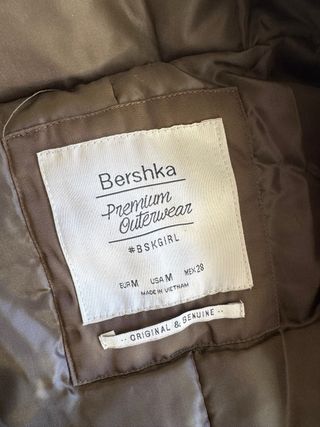 Bershka
Premium
Outerwear
#BSKGIRL
EUR M USA M MEX 28
MADE IN VIETNAM
·· ORIGINAL & GENUINE ··